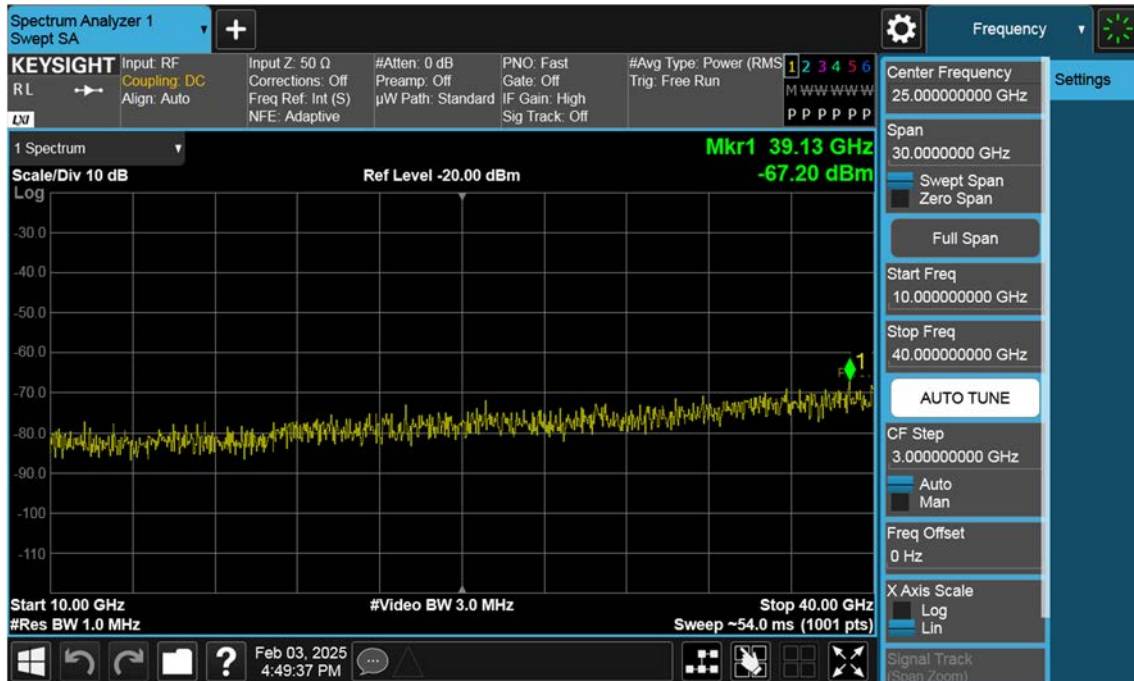 Spectrum Analyzer 1
Swept SA
+
Frequency
KEYSIGHT
RL
LXI
Input: RF
Coupling: DC
Align: Auto
Input Z: 50 Ω
Corrections: Off
Freq Ref: Int (S)
NFE: Adaptive
#Atten: 0 dB
Preamp: Off
µW Path: Standard
PNO: Fast
Gate: Off
IF Gain: High
Sig Track: Off
#Avg Type: Power (RMS
Trig: Free Run
1 2 3 4 5 6
M W W W W W
P P P P P P
1 Spectrum
Scale/Div 10 dB
Ref Level -20.00 dBm
Mkr1 39.13 GHz
-67.20 dBm
Log
-30.0
-40.0
-50.0
-60.0
-70.0
-80.0
-90.0
-100
-110
1
Start 10.00 GHz
#Res BW 1.0 MHz
#Video BW 3.0 MHz
Stop 40.00 GHz
Sweep ~54.0 ms (1001 pts)
Center Frequency
25.000000000 GHz
Span
30.0000000 GHz
Swept Span
Zero Span
Full Span
Start Freq
10.000000000 GHz
Stop Freq
40.000000000 GHz
AUTO TUNE
CF Step
3.000000000 GHz
Auto
Man
Freq Offset
0 Hz
X Axis Scale
Log
Lin
Signal Track
(Span Zoom)
Settings
?
Feb 03, 2025
4:49:37 PM